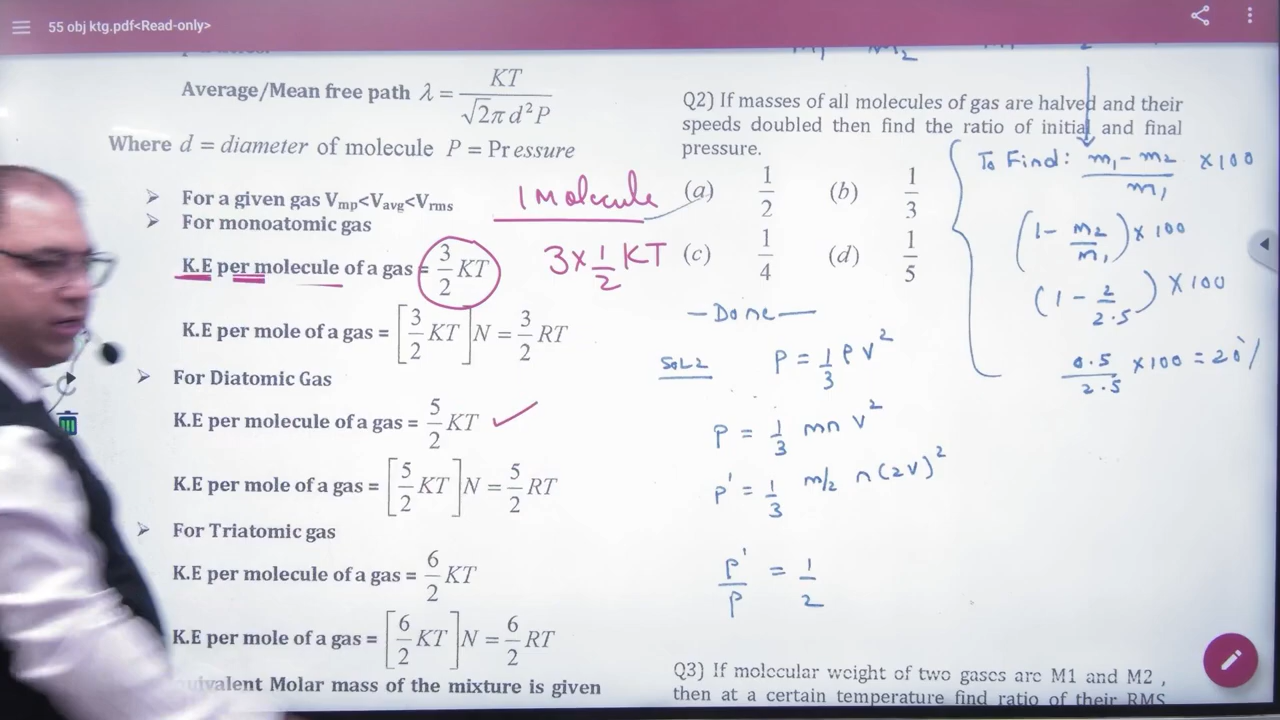 55 obj ktg.pdf<Read-only>
Average/Mean free path λ = KT / √2πd²P
Where d = diameter of molecule P = Pressure
➢ For a given gas Vmp<Vavg<Vrms
➢ For monoatomic gas
K.E per molecule of a gas = 3/2 KT
1 Molecule
3 × 1/2 KT
K.E per mole of a gas = [3/2 KT]N = 3/2 RT
➢ For Diatomic Gas
K.E per molecule of a gas = 5/2 KT
K.E per mole of a gas = [5/2 KT]N = 5/2 RT
➢ For Triatomic gas
K.E per molecule of a gas = 6/2 KT
K.E per mole of a gas = [6/2 KT]N = 6/2 RT
Molar mass of the mixture is given
Q2) If masses of all molecules of gas are halved and their
speeds doubled then find the ratio of initial and final
pressure.
(a) 1/2 (b) 1/3
(c) 1/4 (d) 1/5
— Done —
Sol 2 P = 1/3 ρ v²
P = 1/3 mn v²
P' = 1/3 m/2 n (2v)²
P'/P = 1/2
To Find: m₁ - m₂ / m₁ × 100
(1 - m₂/m₁) × 100
(1 - 2/2.5) × 100
0.5/2.5 × 100 = 20%
Q3) If molecular weight of two gases are M1 and M2 ,
then at a certain temperature find ratio of their RMS